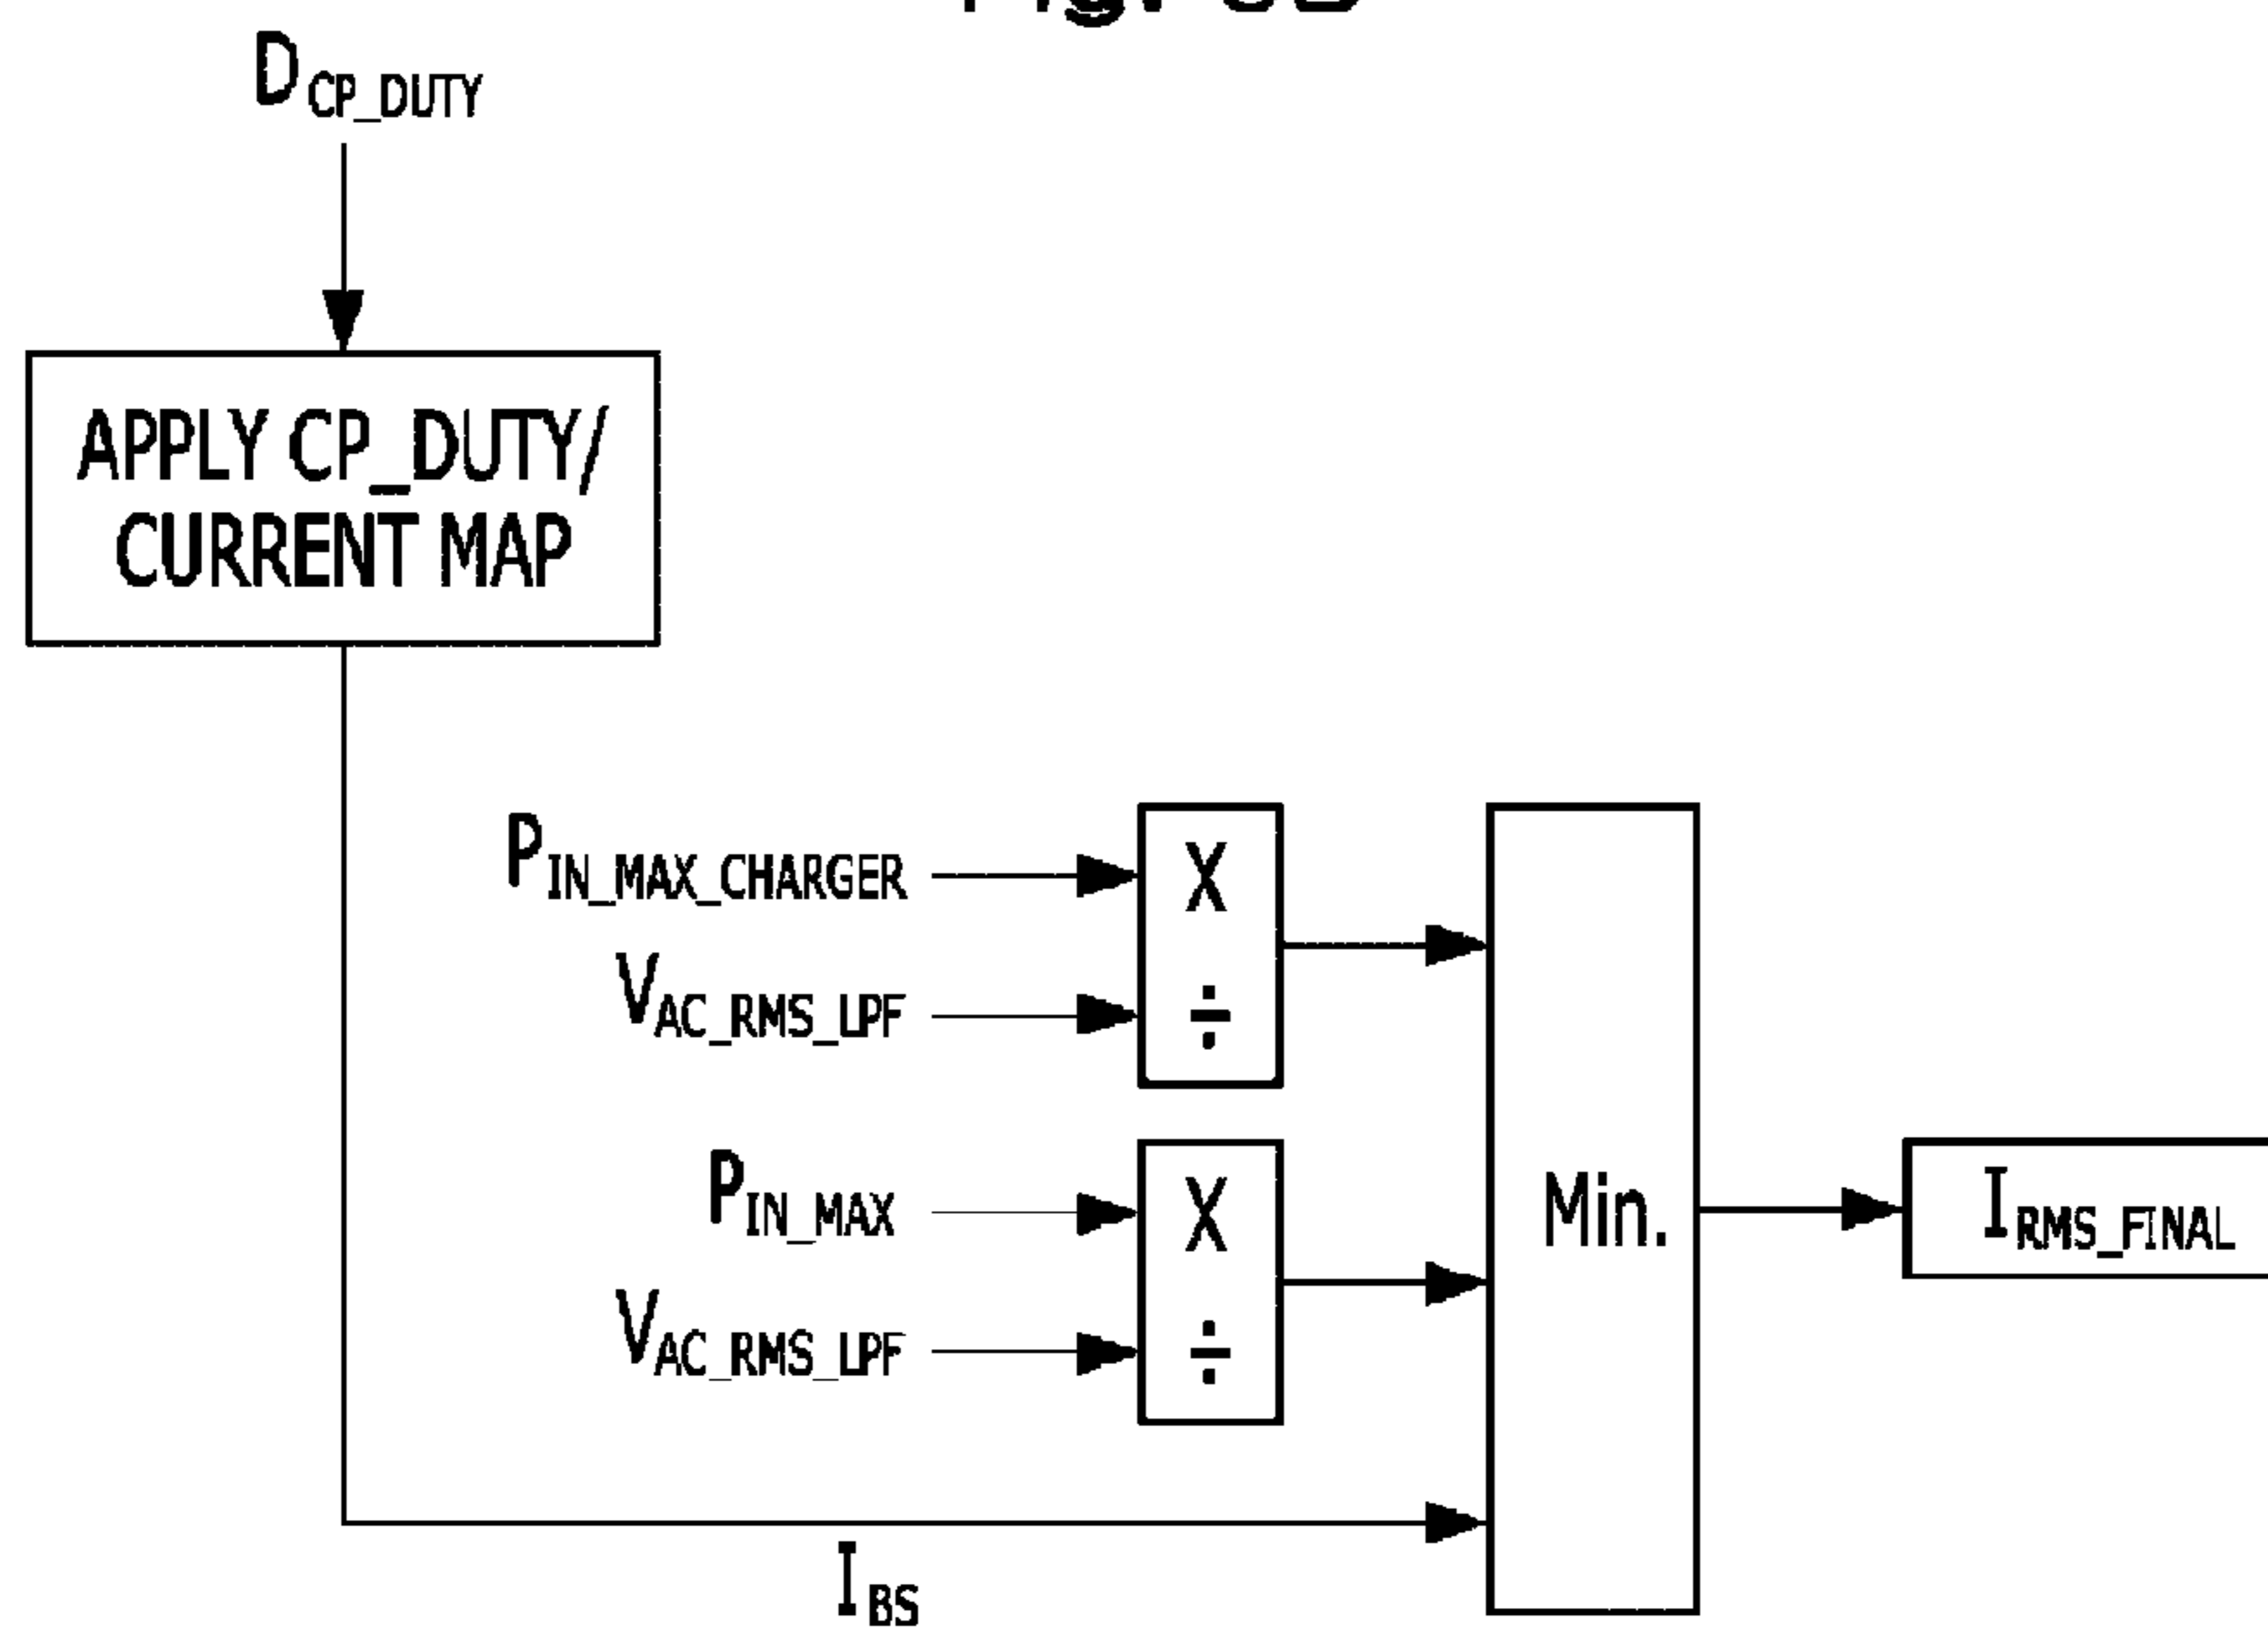 D CP_DUTY
APPLY CP_DUTY/
CURRENT MAP
P IN_MAX_CHARGER
X
V AC_RMS_LPF
÷
P IN_MAX
X
V AC_RMS_LPF
÷
Min.
I RMS_FINAL
I BS